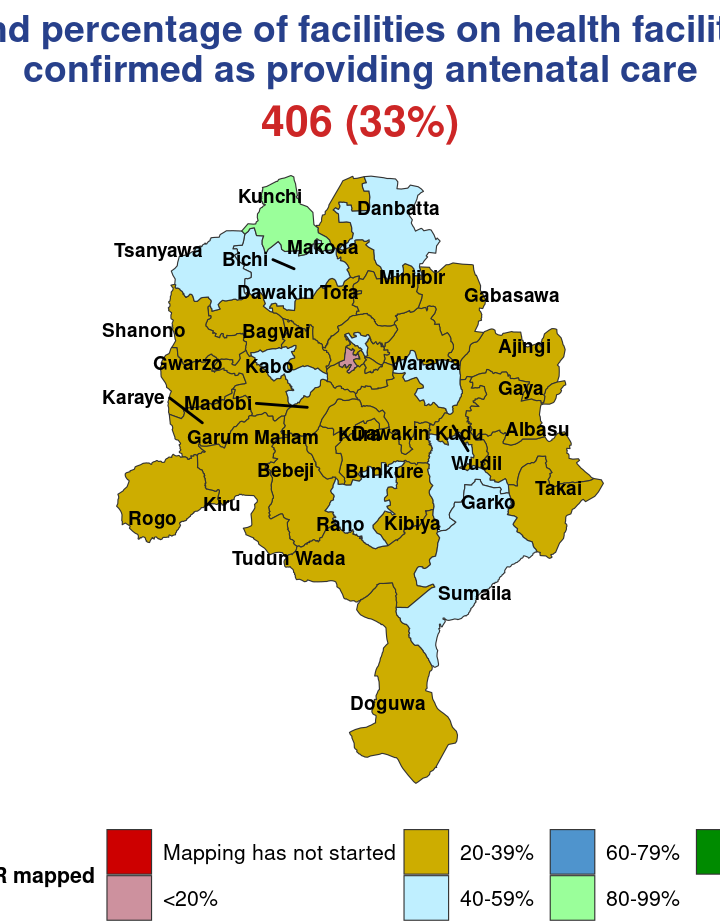 nd percentage of facilities on health facilit
confirmed as providing antenatal care
406 (33%)
Kunchi
Danbatta
Makoda
Tsanyawa
Bichi
Minjibir
Dawakin Tofa
Gabasawa
Shanono
Bagwai
Ajingi
Gwarzo
Kabo
Warawa
Gaya
Karaye
Madobi
Albasu
Garum Mallam
Kura
Dawakin Kudu
Wudil
Bebeji
Bunkure
Takai
Garko
Kiru
Rogo
Rano
Kibiya
Tudun Wada
Sumaila
Doguwa
R mapped
Mapping has not started
20-39%
60-79%
<20%
40-59%
80-99%